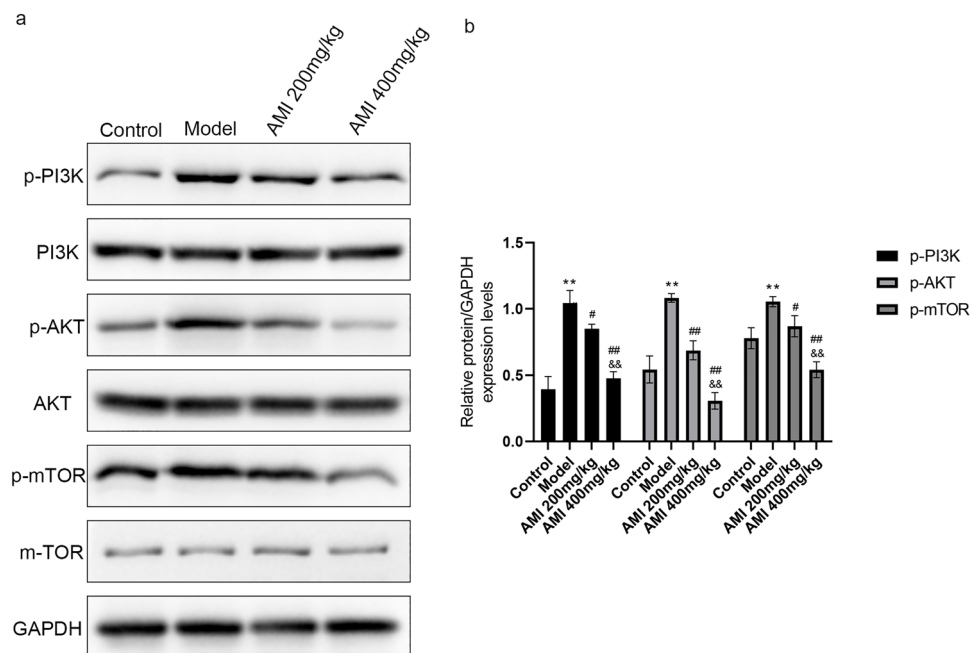 a
Control
Model
AMI 200mg/kg
AMI 400mg/kg
p-PI3K
PI3K
p-AKT
AKT
p-mTOR
m-TOR
GAPDH
b
Relative protein/GAPDH
expression levels
1.5
1.0
0.5
0.0
**
#
##
&&
**
##
##
&&
**
#
##
&&
Control
Model
AMI 200mg/kg
AMI 400mg/kg
Control
Model
AMI 200mg/kg
AMI 400mg/kg
Control
Model
AMI 200mg/kg
AMI 400mg/kg
p-PI3K
p-AKT
p-mTOR